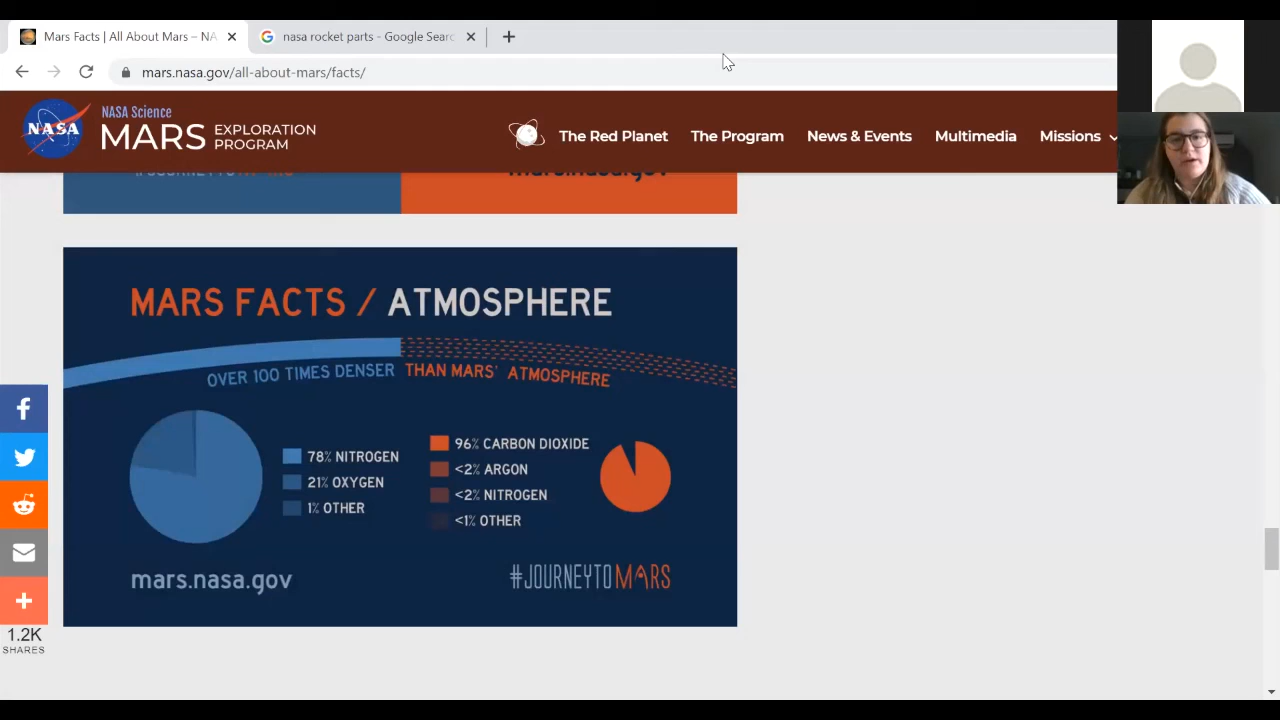 Mars Facts | All About Mars – NA
nasa rocket parts - Google Searc
mars.nasa.gov/all-about-mars/facts/
NASA
NASA Science
MARS EXPLORATION PROGRAM
The Red Planet
The Program
News & Events
Multimedia
Missions
MARS FACTS / ATMOSPHERE
OVER 100 TIMES DENSER THAN MARS' ATMOSPHERE
78% NITROGEN
21% OXYGEN
1% OTHER
96% CARBON DIOXIDE
<2% ARGON
<2% NITROGEN
<1% OTHER
mars.nasa.gov
#JOURNEYTOMARS
1.2K
SHARES